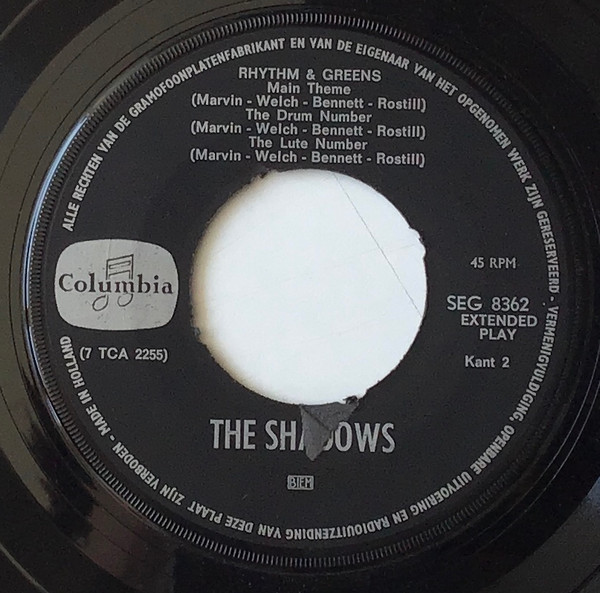 ALLE RECHTEN VAN DE GRAMOFOONPLATENFABRIKANT EN VAN DE EIGENAAR VAN HET OPGENOMEN WERK ZIJN GERESERVEERD - VERMENIGVULDIGING, OPENBARE UITVOERING EN RADIOUITZENDING VAN DEZE PLAAT ZIJN VERBODEN - MADE IN HOLLAND
RHYTHM & GREENS
Main Theme
(Marvin - Welch - Bennett - Rostill)
The Drum Number
(Marvin - Welch - Bennett - Rostill)
The Lute Number
(Marvin - Welch - Bennett - Rostill)
Columbia
(7 TCA 2255)
45 RPM
SEG 8362
EXTENDED
PLAY
Kant 2
THE SHADOWS
BIEM